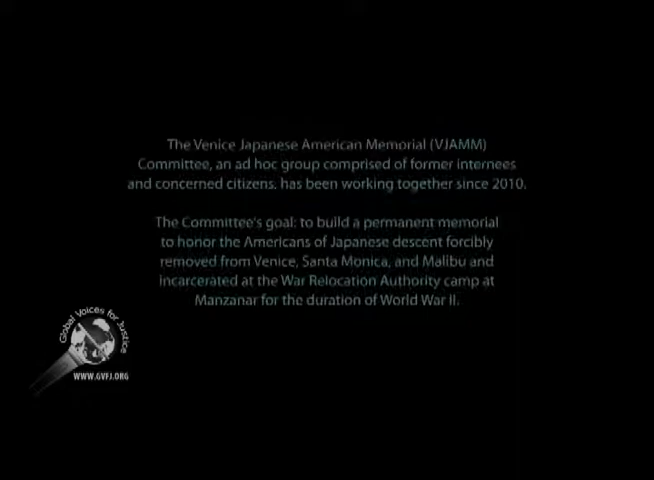 The Venice Japanese American Memorial (VJAMM)
Committee, an ad hoc group comprised of former internees
and concerned citizens, has been working together since 2010.
The Committee's goal: to build a permanent memorial
to honor the Americans of Japanese descent forcibly
removed from Venice, Santa Monica, and Malibu and
incarcerated at the War Relocation Authority camp at
Manzanar for the duration of World War II.
Global Voices for Justice
WWW.GVFJ.ORG